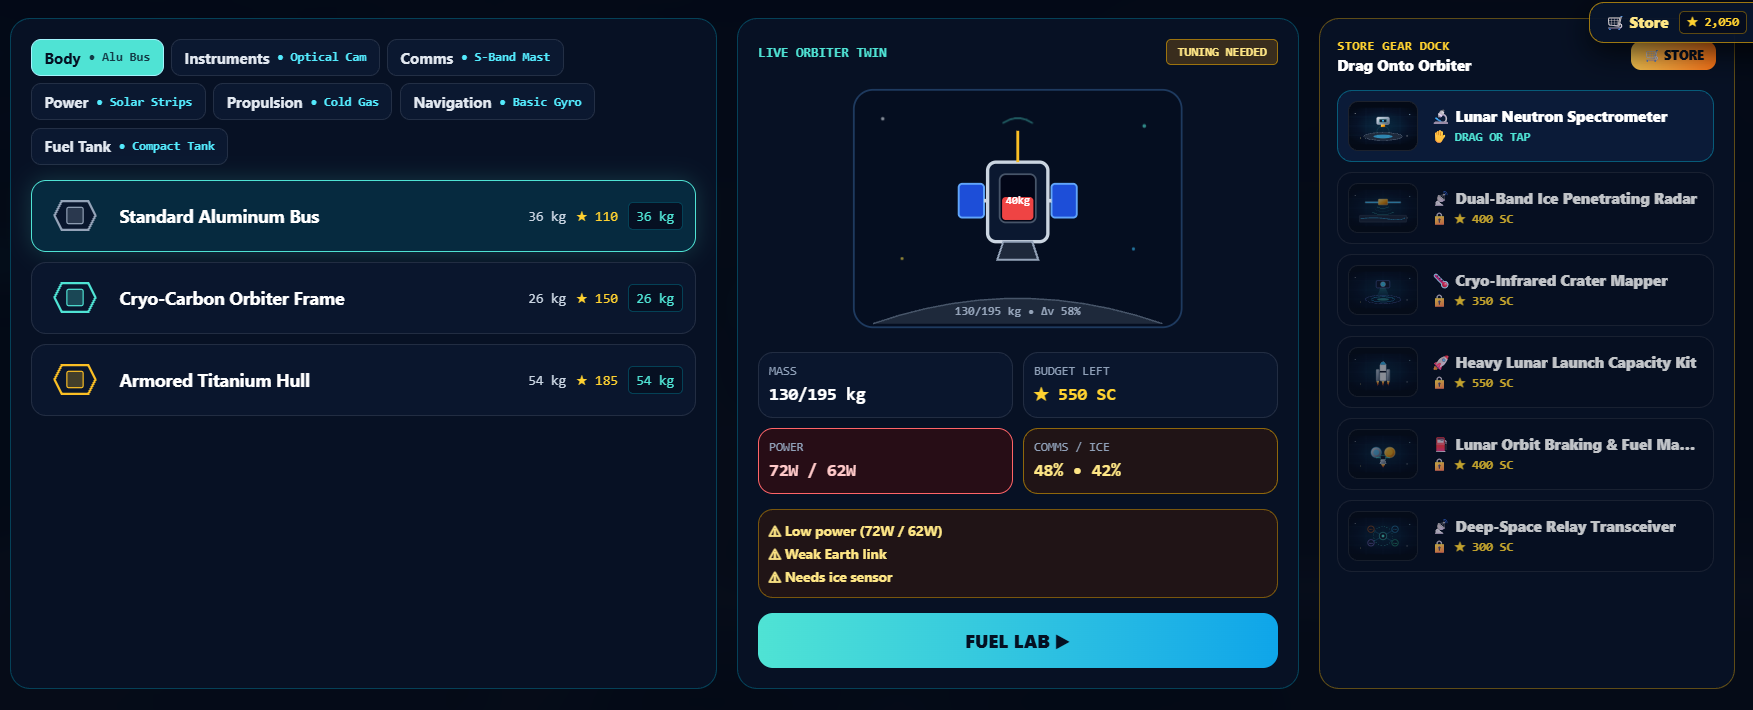 Body • Alu Bus
Instruments • Optical Cam
Comms • S-Band Mast
Power • Solar Strips
Propulsion • Cold Gas
Navigation • Basic Gyro
Fuel Tank • Compact Tank
Standard Aluminum Bus 36 kg ★ 110 36 kg
Cryo-Carbon Orbiter Frame 26 kg ★ 150 26 kg
Armored Titanium Hull 54 kg ★ 185 54 kg
LIVE ORBITER TWIN
TUNING NEEDED
40kg
130/195 kg • Δv 58%
MASS
130/195 kg
BUDGET LEFT
★ 550 SC
POWER
72W / 62W
COMMS / ICE
48% • 42%
⚠ Low power (72W / 62W)
⚠ Weak Earth link
⚠ Needs ice sensor
FUEL LAB ▶
Store ★ 2,050
STORE GEAR DOCK
Drag Onto Orbiter
STORE
Lunar Neutron Spectrometer
DRAG OR TAP
Dual-Band Ice Penetrating Radar
★ 400 SC
Cryo-Infrared Crater Mapper
★ 350 SC
Heavy Lunar Launch Capacity Kit
★ 550 SC
Lunar Orbit Braking & Fuel Ma...
★ 400 SC
Deep-Space Relay Transceiver
★ 300 SC